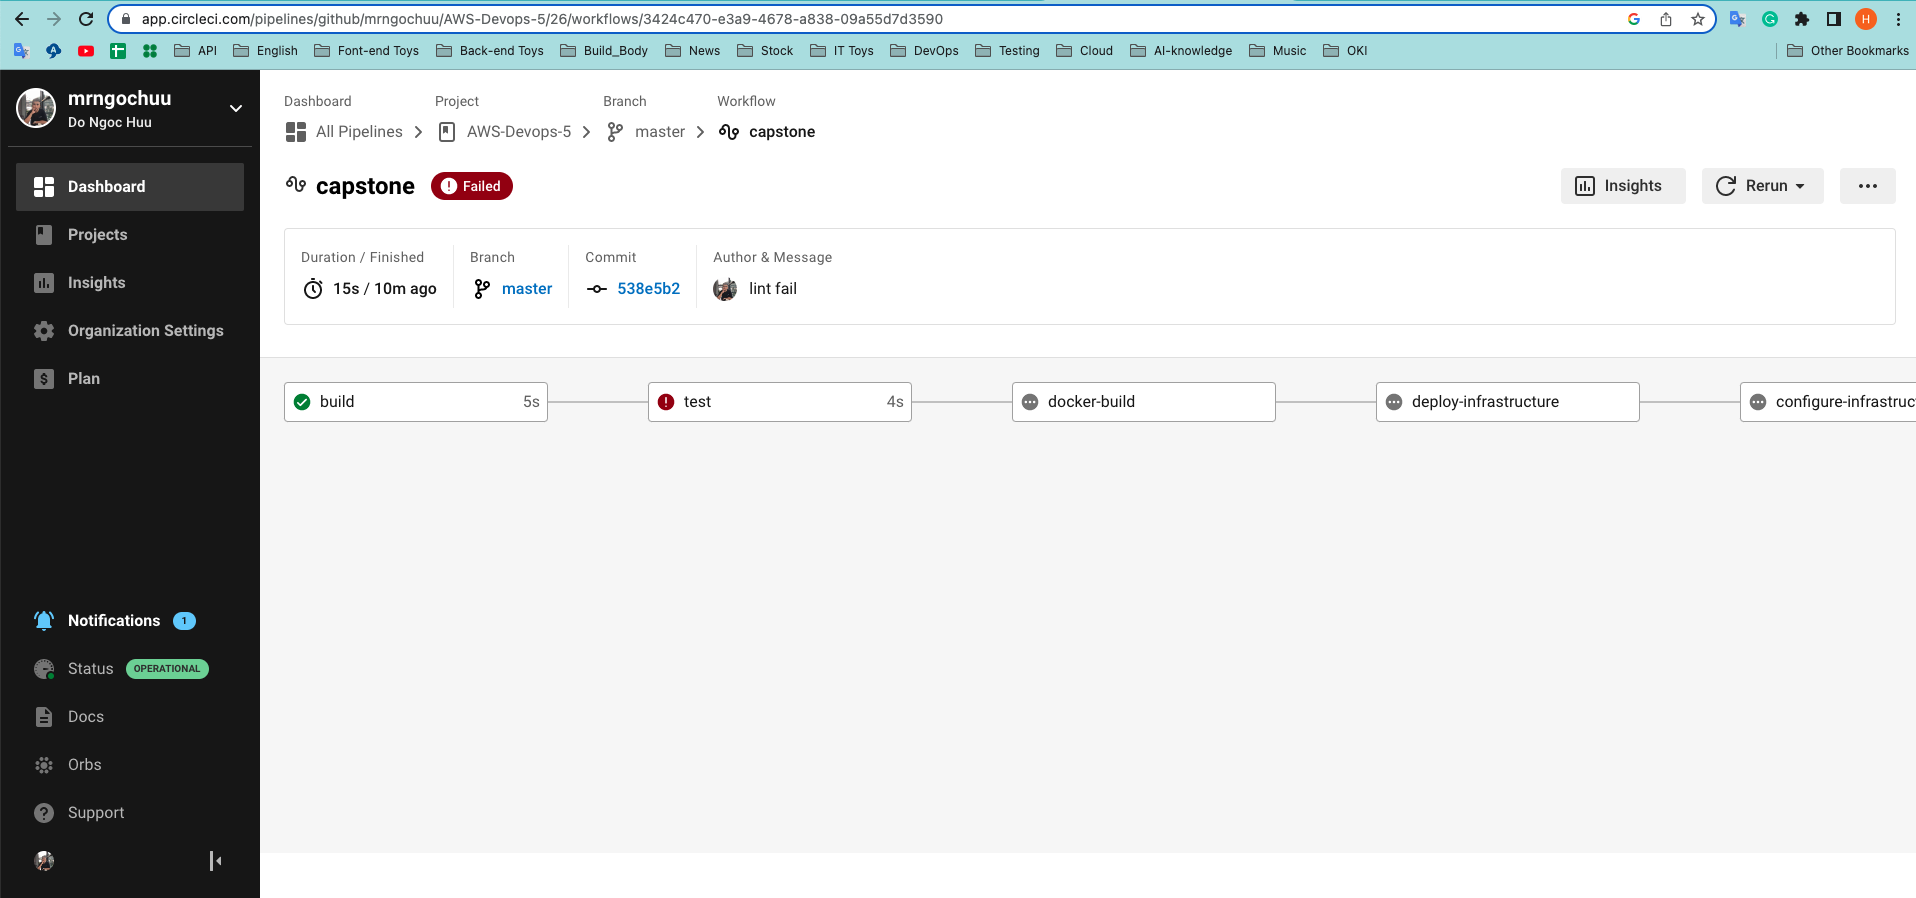 app.circleci.com/pipelines/github/mrngochuu/AWS-Devops-5/26/workflows/3424c470-e3a9-4678-a838-09a55d7d3590
H
API English Font-end Toys Back-end Toys Build_Body News Stock IT Toys DevOps Testing Cloud AI-knowledge Music OKI Other Bookmarks
mrngochuu
Do Ngoc Huu
Dashboard
Projects
Insights
Organization Settings
Plan
Notifications 1
Status OPERATIONAL
Docs
Orbs
Support
Dashboard Project Branch Workflow
All Pipelines AWS-Devops-5 master capstone
capstone Failed
Insights Rerun
Duration / Finished Branch Commit Author & Message
15s / 10m ago master 538e5b2 lint fail
build 5s test 4s docker-build deploy-infrastructure configure-infrastruc